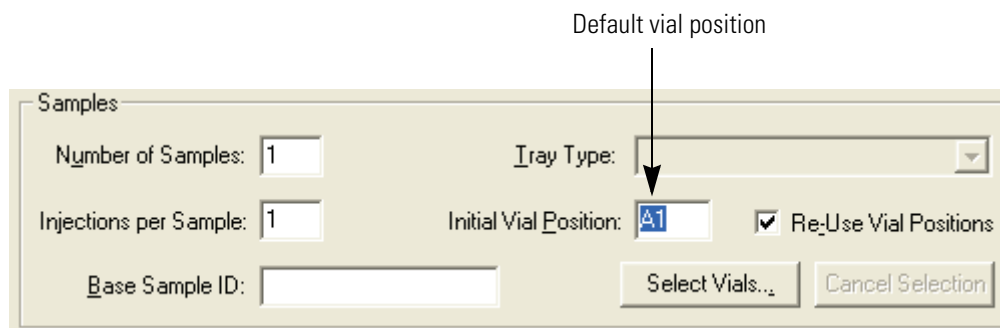 Default vial position
Samples
Number of Samples: 1 Tray Type:
Injections per Sample: 1 Initial Vial Position: A1 Re-Use Vial Positions
Base Sample ID: Select Vials... Cancel Selection